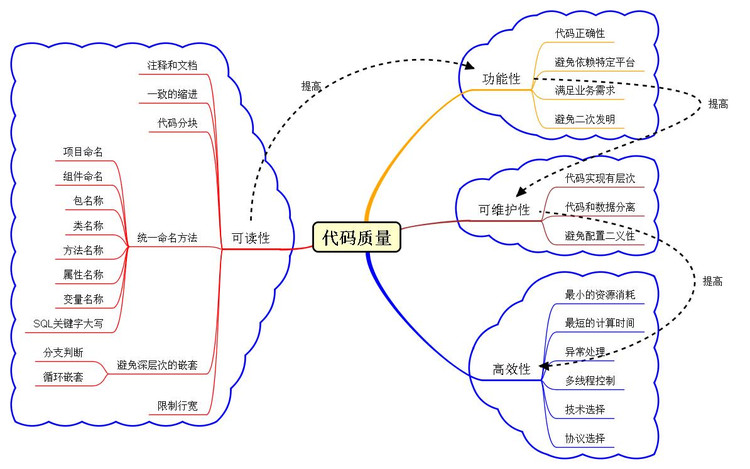 代码质量
可读性
注释和文档
一致的缩进
代码分块
统一命名方法
项目命名
组件命名
包名称
类名称
方法名称
属性名称
变量名称
SQL关键字大写
避免深层次的嵌套
分支判断
循环嵌套
限制行宽
提高
功能性
代码正确性
避免依赖特定平台
满足业务需求
避免二次发明
提高
可维护性
代码实现有层次
代码和数据分离
避免配置二义性
提高
高效性
最小的资源消耗
最短的计算时间
异常处理
多线程控制
技术选择
协议选择